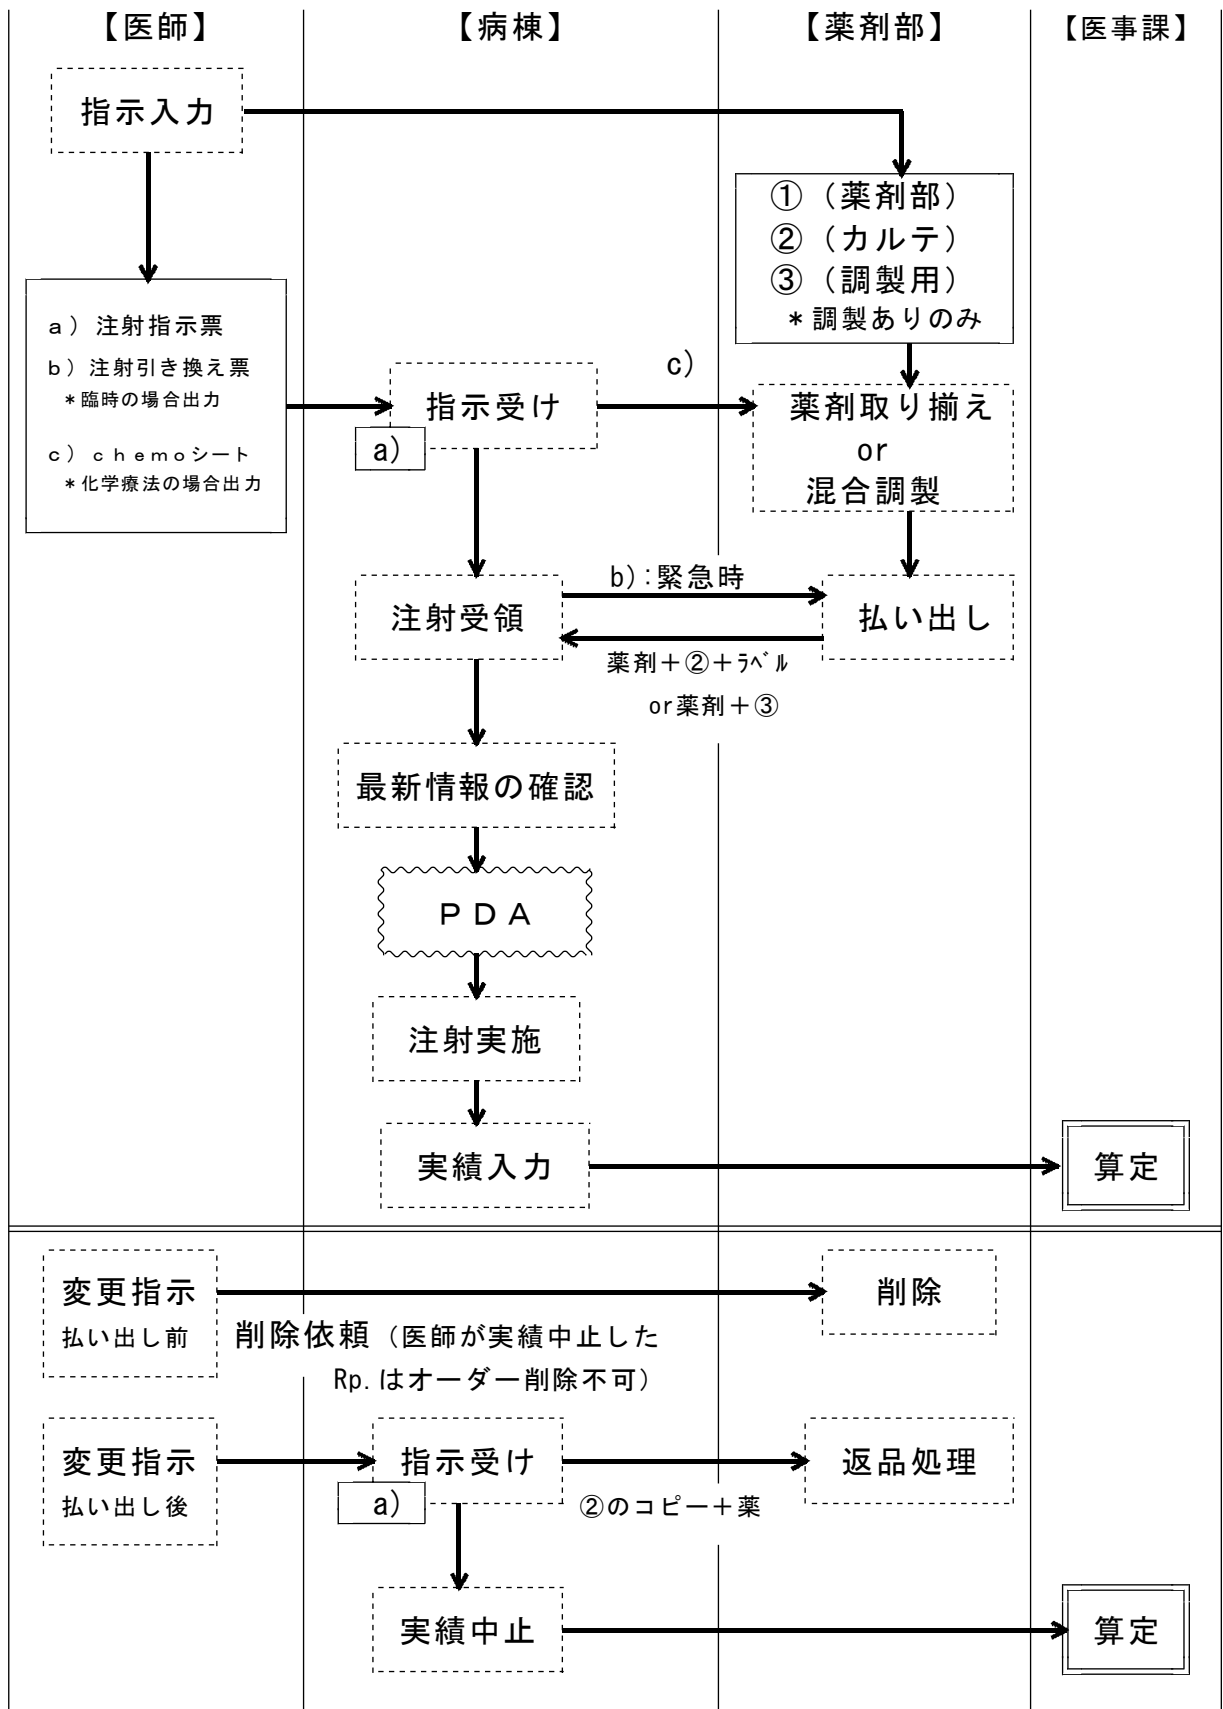 【医師】
【病棟】
【薬剤部】
【医事課】
指示入力
①（薬剤部）
②（カルテ）
③（調製用）
＊調製ありのみ
ａ）注射指示票
ｂ）注射引き換え票
＊臨時の場合出力
ｃ）ｃｈｅｍｏシート
＊化学療法の場合出力
指示受け
a）
c）
薬剤取り揃え
or
混合調製
注射受領
b）：緊急時
払い出し
薬剤＋②＋ﾗﾍﾞﾙ
or薬剤＋③
最新情報の確認
ＰＤＡ
注射実施
実績入力
算定
変更指示
払い出し前
削除
削除依頼（医師が実績中止した
Rp.はオーダー削除不可）
変更指示
払い出し後
指示受け
a）
②のコピー＋薬
返品処理
実績中止
算定